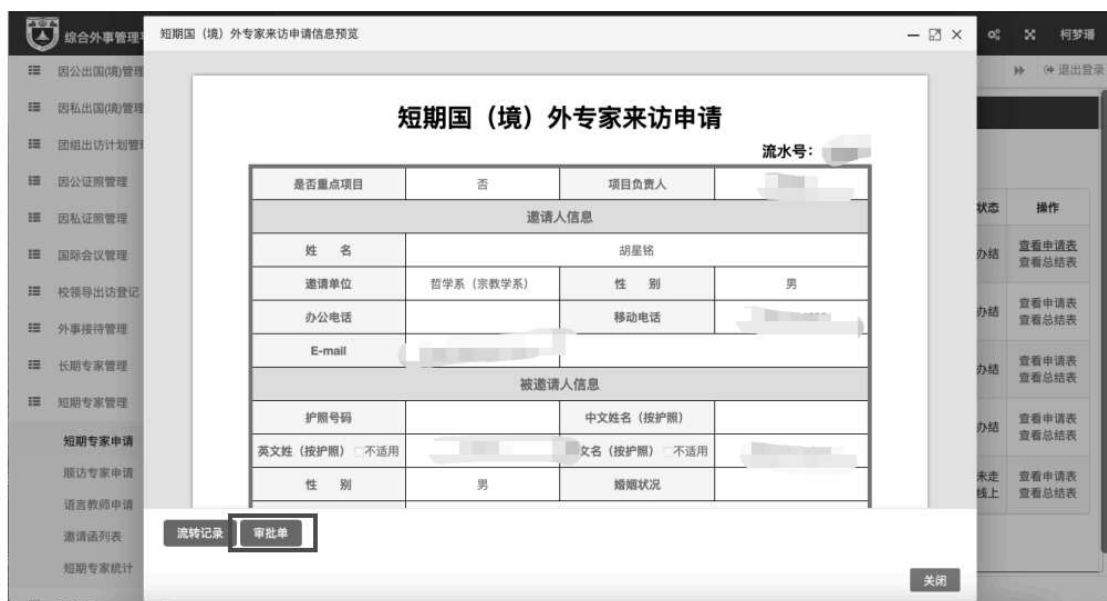 综合外事管理
短期国（境）外专家来访申请信息预览
柯梦璠
退出登录
因公出国(境)管理
因私出国(境)管理
团组出访计划管
因公证照管理
因私证照管理
国际会议管理
校领导出访登记
外事接待管理
长期专家管理
短期专家管理
短期专家申请
顺访专家申请
语言教师申请
邀请函列表
短期专家统计
短期国（境）外专家来访申请
流水号：
是否重点项目 否 项目负责人
邀请人信息
姓 名 胡星铭
邀请单位 哲学系（宗教学系） 性 别 男
办公电话 移动电话
E-mail
被邀请人信息
护照号码 中文姓名（按护照）
英文姓（按护照） 不适用 文名（按护照） 不适用
性 别 男 婚姻状况
流转记录 审批单
关闭
状态 操作
办结 查看申请表
查看总结表
办结 查看申请表
查看总结表
办结 查看申请表
查看总结表
办结 查看申请表
查看总结表
未走 查看申请表
线上 查看总结表